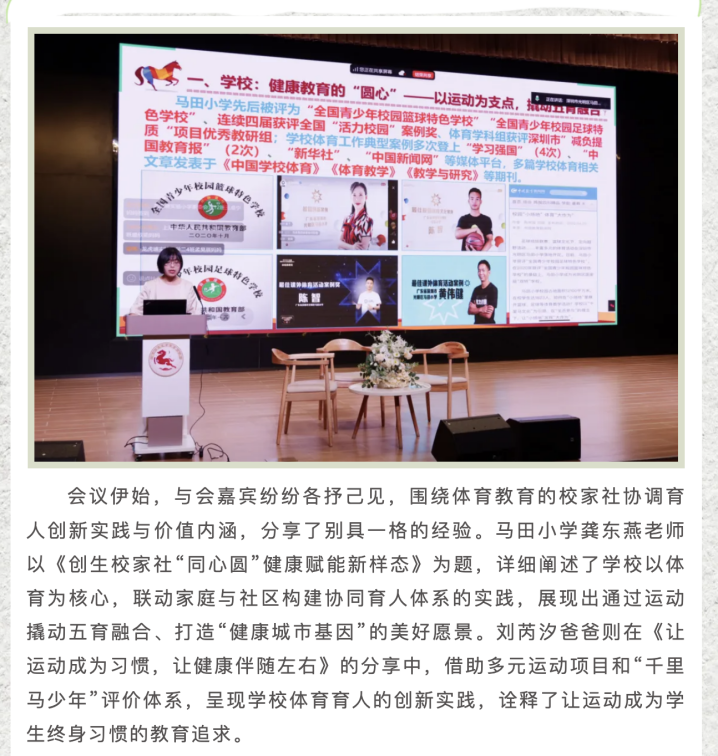 一、学校：健康教育的“圆心”——以运动为支点，撬动五育融合
马田小学先后被评为“全国青少年校园篮球特色学校”“全国青少年校园足球特
色学校”、连续四届获评全国“活力校园”案例奖、体育学科组获评深圳市“减负提
质“项目优秀教研组；学校体育工作典型案例多次登上“学习强国”（4次）、“中
国教育报”（2次）、“新华社”、“中国新闻网”等媒体平台，多篇学校体育相关
文章发表于《中国学校体育》《体育教学》《教学与研究》等期刊。
全国青少年校园篮球特色学校
中华人民共和国教育部
二〇二〇年十月
年校园足球特色学校
共和国教育部
陈智
最佳课外体育活动案例奖
黄伟健
会议伊始，与会嘉宾纷纷各抒己见，围绕体育教育的校家社协调育
人创新实践与价值内涵，分享了别具一格的经验。马田小学龚东燕老师
以《创生校家社“同心圆”健康赋能新样态》为题，详细阐述了学校以体
育为核心，联动家庭与社区构建协同育人体系的实践，展现出通过运动
撬动五育融合、打造“健康城市基因”的美好愿景。刘芮汐爸爸则在《让
运动成为习惯，让健康伴随左右》的分享中，借助多元运动项目和“千里
马少年”评价体系，呈现学校体育育人的创新实践，诠释了让运动成为学
生终身习惯的教育追求。